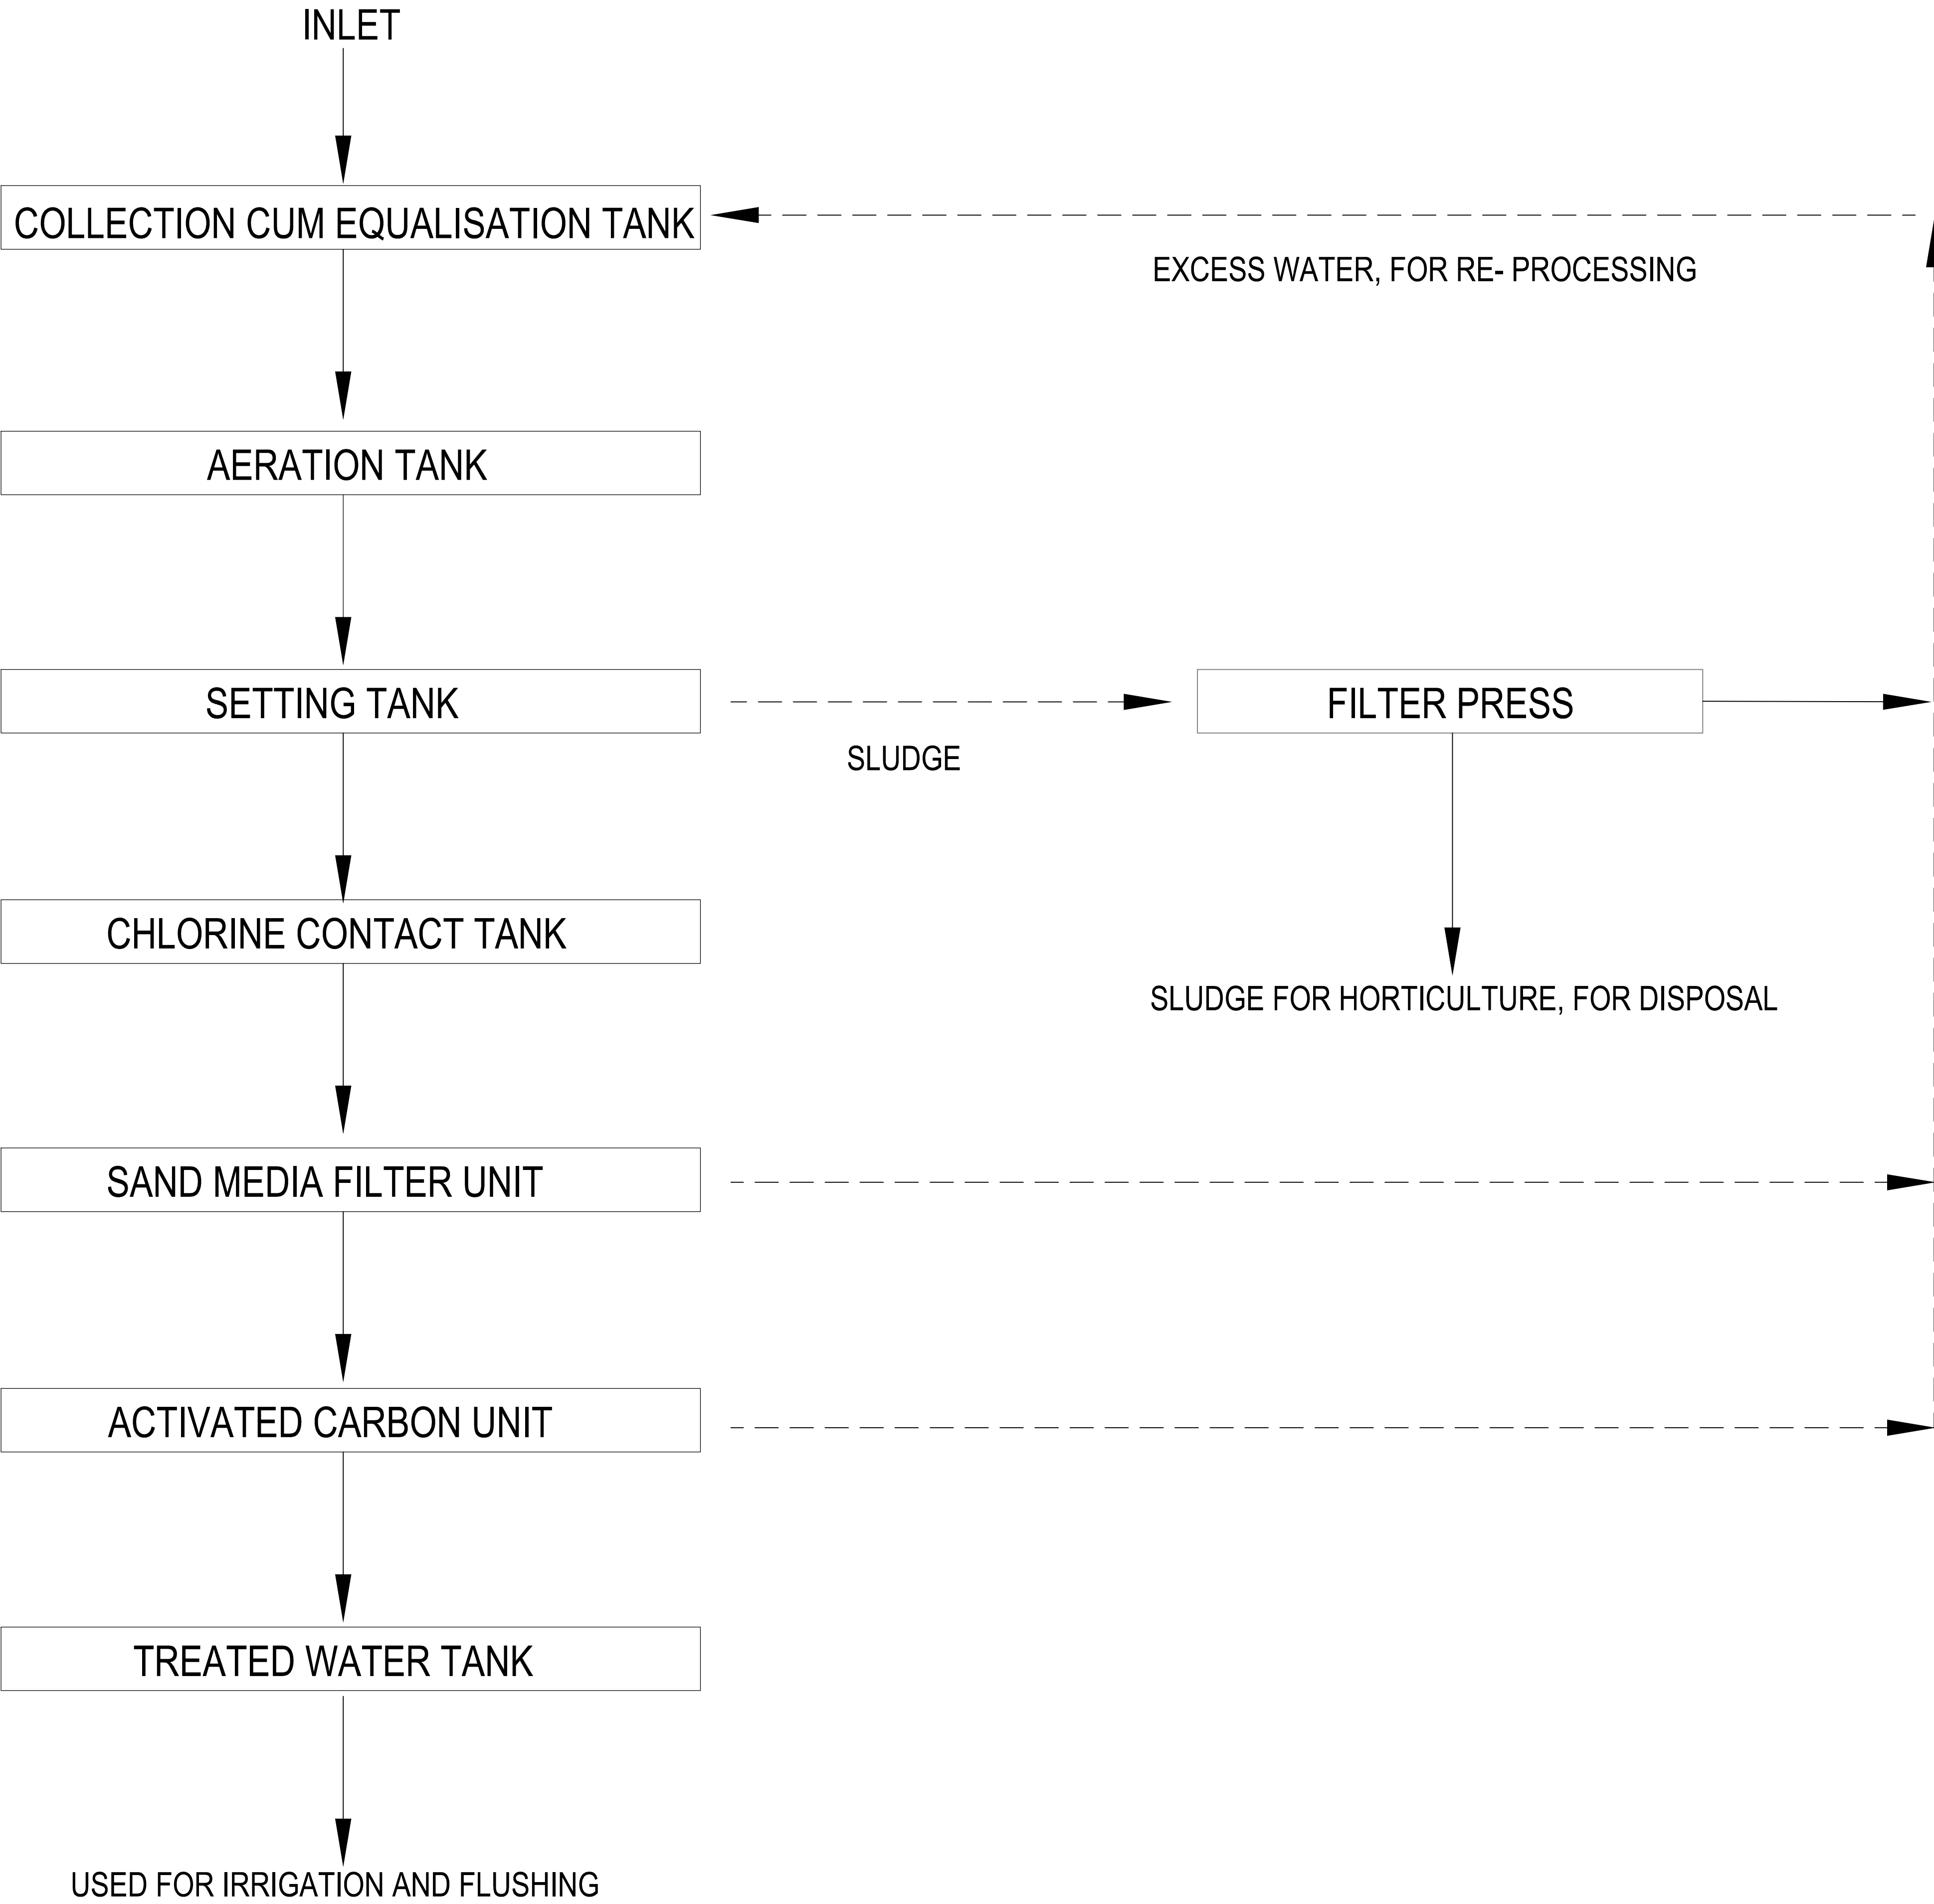 INLET
COLLECTION CUM EQUALISATION TANK
EXCESS WATER, FOR RE- PROCESSING
AERATION TANK
SETTING TANK
FILTER PRESS
SLUDGE
CHLORINE CONTACT TANK
SLUDGE FOR HORTICULTURE, FOR DISPOSAL
SAND MEDIA FILTER UNIT
ACTIVATED CARBON UNIT
TREATED WATER TANK
USED FOR IRRIGATION AND FLUSHING